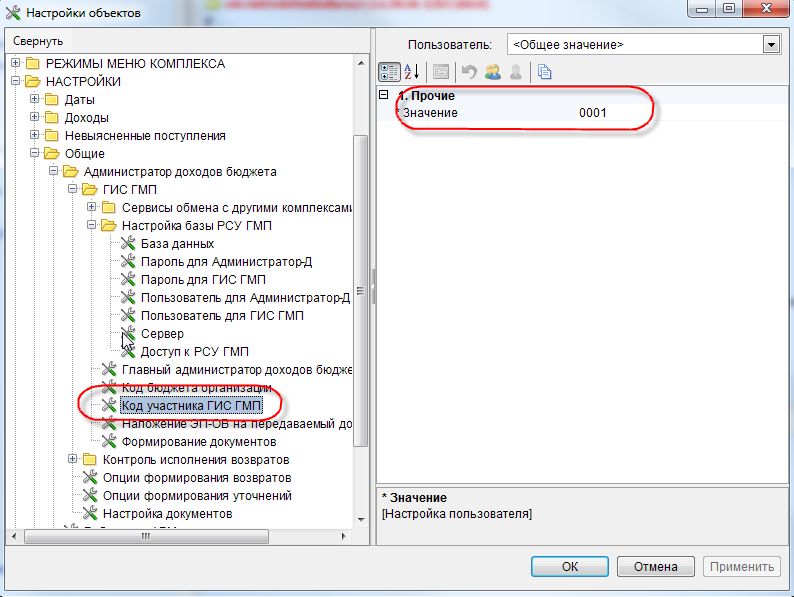 Настройки объектов
Свернуть
РЕЖИМЫ МЕНЮ КОМПЛЕКСА
НАСТРОЙКИ
Даты
Доходы
Невыясненные поступления
Общие
Администратор доходов бюджета
ГИС ГМП
Сервисы обмена с другими комплексами
Настройка базы РСУ ГМП
База данных
Пароль для Администратор-Д
Пароль для ГИС ГМП
Пользователь для Администратор-Д
Пользователь для ГИС ГМП
Сервер
Доступ к РСУ ГМП
Главный администратор доходов бюдже
Код бюджета организации
Код участника ГИС ГМП
Наложение ЭП-ОВ на передаваемый до
Формирование документов
Контроль исполнения возвратов
Опции формирования возвратов
Опции формирования уточнений
Настройка документов
Пользователь: <Общее значение>
1. Прочие
* Значение 0001
* Значение
[Настройка пользователя]
ОК Отмена Применить